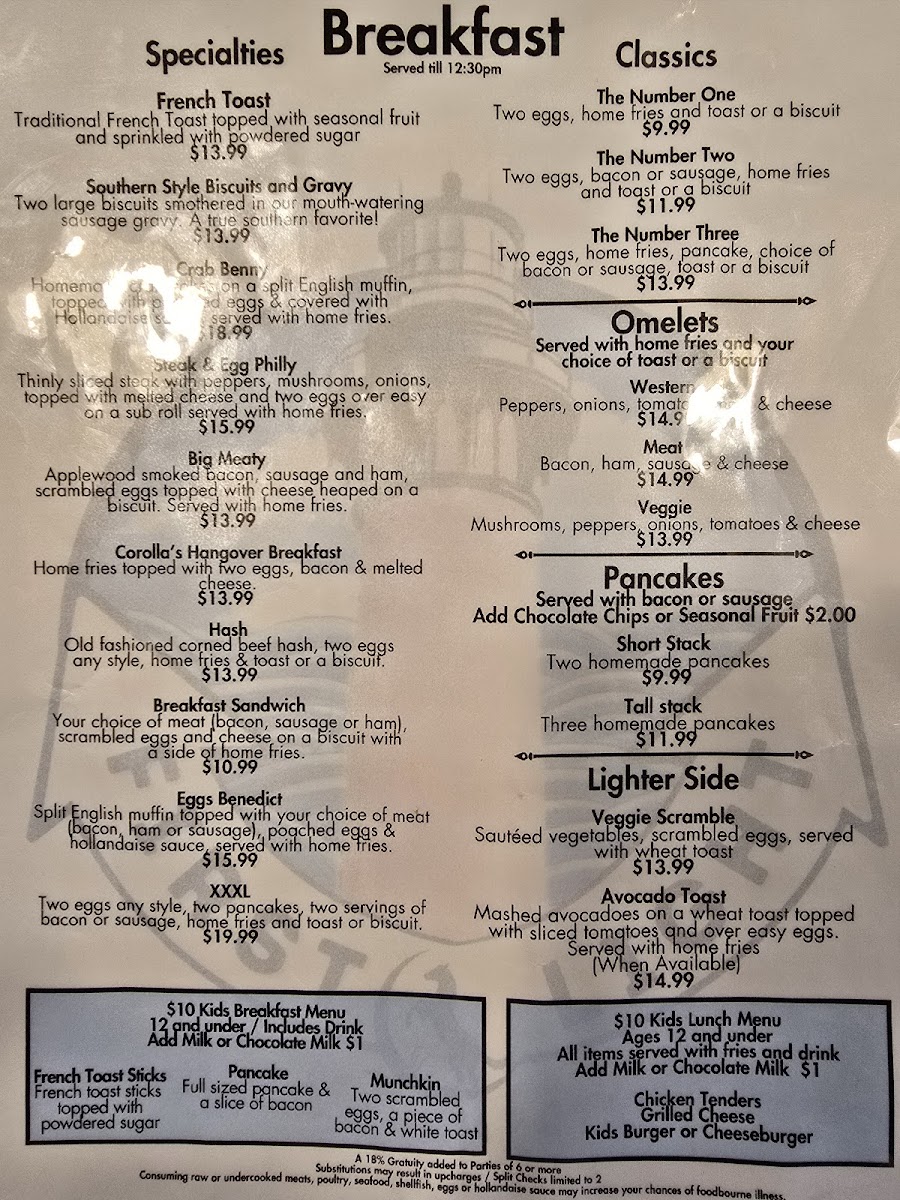 Breakfast
Served till 12:30pm
Specialties
French Toast
Traditional French Toast topped with seasonal fruit
and sprinkled with powdered sugar
$13.99
Southern Style Biscuits and Gravy
Two large biscuits smothered in our mouth-watering
sausage gravy. A true southern favorite!
$13.99
Crab Benny
on a split English muffin,
topped with eggs & covered with
Hollandaise served with home fries.
18.99
Steak & Egg Philly
Thinly sliced steak with peppers, mushrooms, onions,
topped with melted cheese and two eggs over easy
on a sub roll served with home fries.
$15.99
Big Meaty
Applewood smoked bacon, sausage and ham,
scrambled eggs topped with cheese heaped on a
biscuit. Served with home fries.
$13.99
Corolla's Hangover Breakfast
Home fries topped with two eggs, bacon & melted
cheese.
$13.99
Hash
Old fashioned corned beef hash, two eggs
any style, home fries & toast or a biscuit.
$13.99
Breakfast Sandwich
Your choice of meat (bacon, sausage or ham),
scrambled eggs and cheese on a biscuit with
a side of home fries.
$10.99
Eggs Benedict
Split English muffin topped with your choice of meat
(bacon, ham or sausage), poached eggs &
hollandaise sauce, served with home fries.
$15.99
XXXL
Two eggs any style, two pancakes, two servings of
bacon or sausage, home fries and toast or biscuit.
$19.99
Classics
The Number One
Two eggs, home fries and toast or a biscuit
$9.99
The Number Two
Two eggs, bacon or sausage, home fries
and toast or a biscuit
$11.99
The Number Three
Two eggs, home fries, pancake, choice of
bacon or sausage, toast or a biscuit
$13.99
Omelets
Served with home fries and your
choice of toast or a biscuit
Western
Peppers, onions, & cheese
Meat
Bacon, ham, sausage & cheese
$14.99
Veggie
Mushrooms, peppers, onions, tomatoes & cheese
$13.99
Pancakes
Served with bacon or sausage
Add Chocolate Chips or Seasonal Fruit $2.00
Short Stack
Two homemade pancakes
$9.99
Tall stack
Three homemade pancakes
$11.99
Lighter Side
Veggie Scramble
Sautéed vegetables, scrambled eggs, served
with wheat toast
$13.99
Avocado Toast
Mashed avocadoes on a wheat toast topped
with sliced tomatoes and over easy eggs.
Served with home fries
(When Available)
$14.99
$10 Kids Breakfast Menu
12 and under / Includes Drink
Add Milk or Chocolate Milk $1
French Toast Sticks
French toast sticks
topped with
powdered sugar
Pancake
Full sized pancake &
a slice of bacon
Munchkin
Two scrambled
eggs, a piece of
bacon & white toast
$10 Kids Lunch Menu
Ages 12 and under
All items served with fries and drink
Add Milk or Chocolate Milk $1
Chicken Tenders
Grilled Cheese
Kids Burger or Cheeseburger
A 18% Gratuity added to Parties of 6 or more
Substitutions may result in upcharges / Split Checks limited to 2
Consuming raw or undercooked meats, poultry, seafood, shellfish, eggs or hollandaise sauce may increase your chances of foodbourne illness.